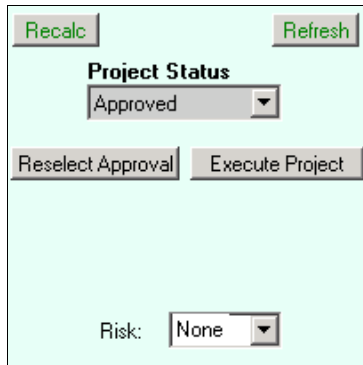 Recalc Refresh
Project Status
Approved
Reselect Approval Execute Project
Risk: None